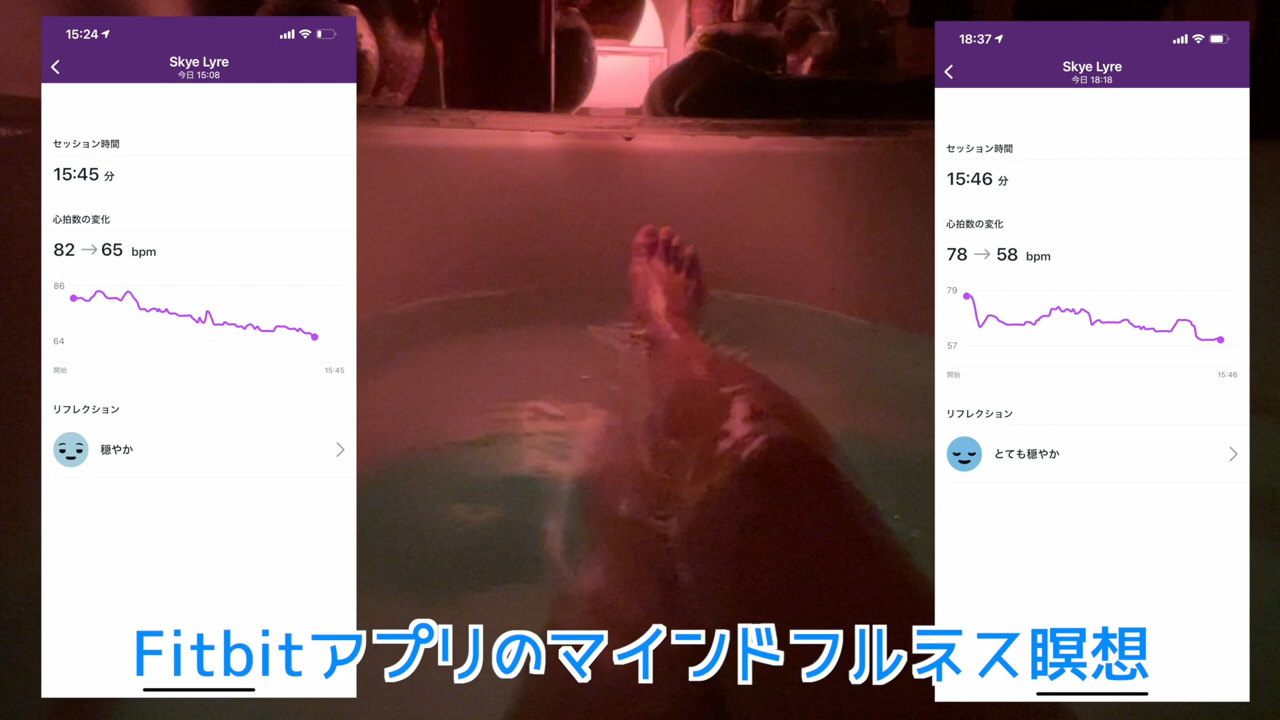 15:24
Skye Lyre
今日 15:08
セッション時間
15:45 分
心拍数の変化
82 → 65 bpm
86
64
開始 15:45
リフレクション
穏やか
18:37
Skye Lyre
今日 18:18
セッション時間
15:46 分
心拍数の変化
78 → 58 bpm
79
57
開始 15:46
リフレクション
とても穏やか
Fitbitアプリのマインドフルネス瞑想